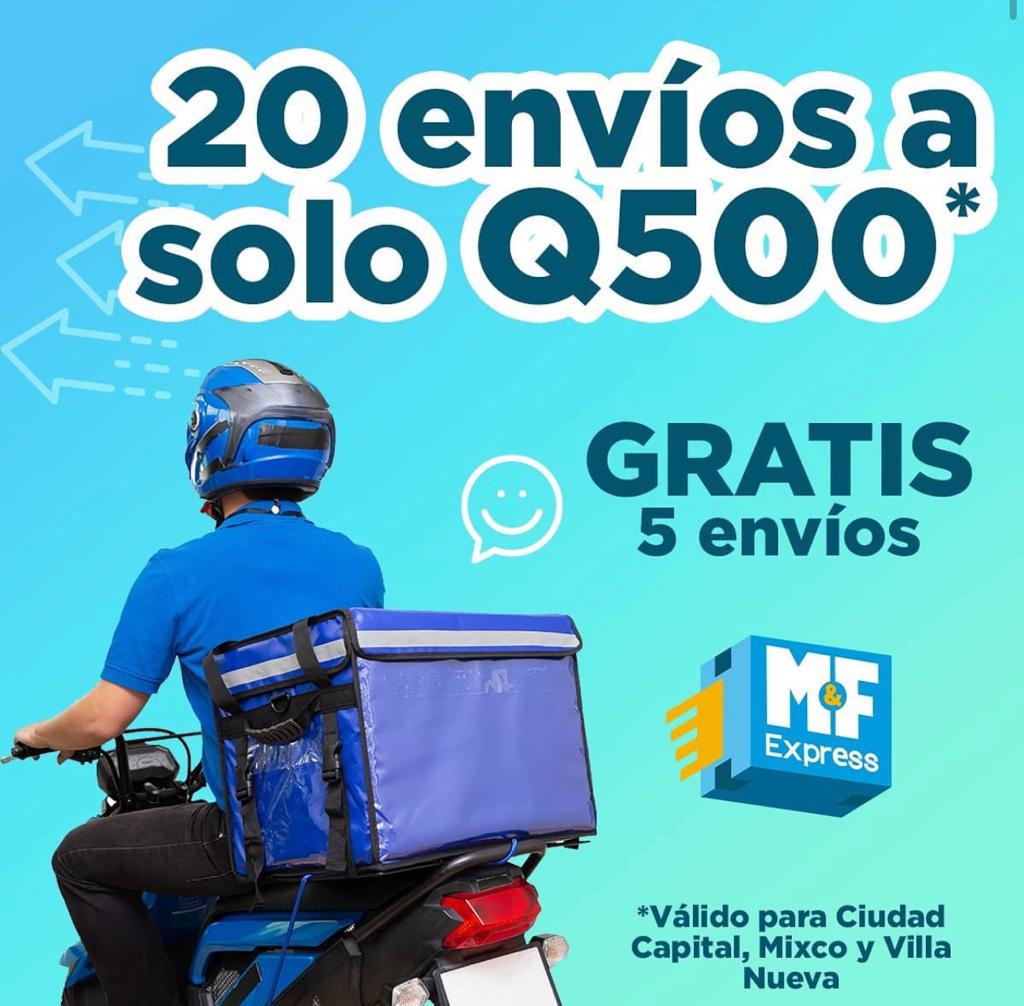 20 envíos a
solo Q500*
GRATIS
5 envíos
M&F
Express
*Válido para Ciudad
Capital, Mixco y Villa
Nueva